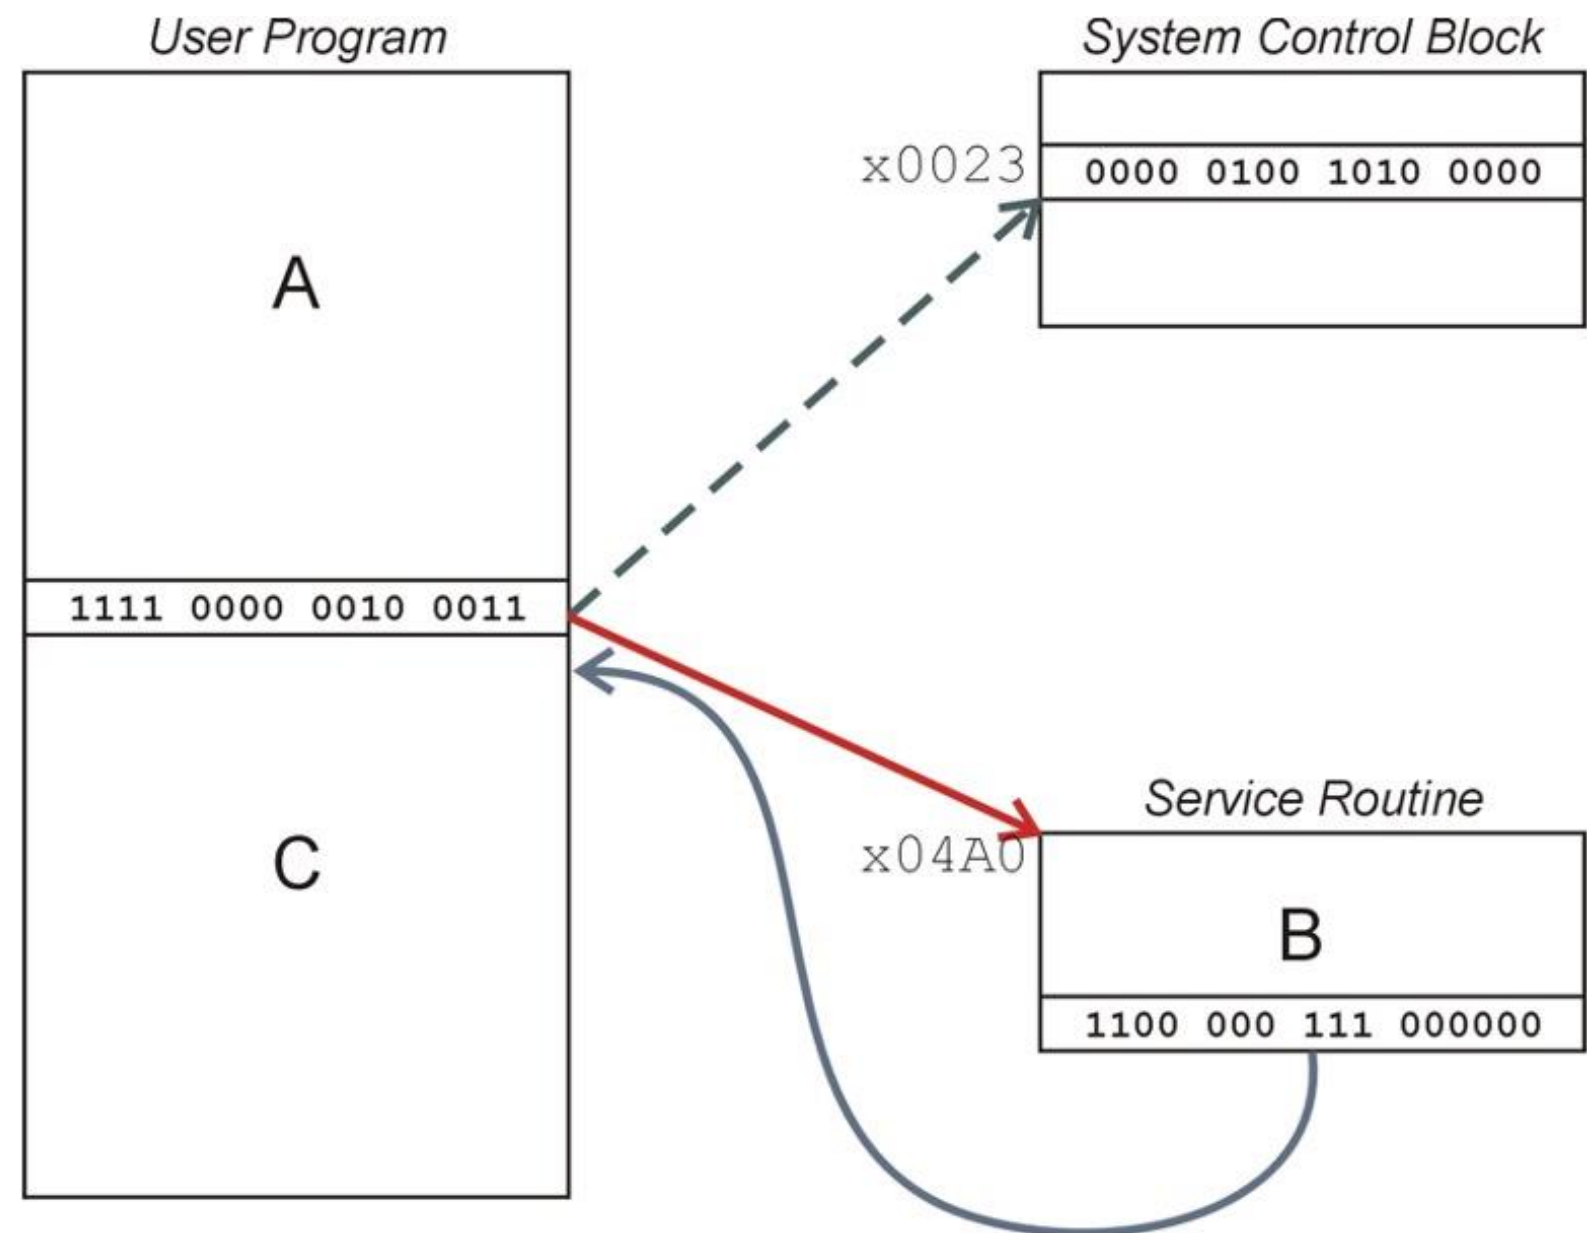 User Program
System Control Block
x0023
0000 0100 1010 0000
A
1111 0000 0010 0011
C
Service Routine
x04A0
B
1100 000 111 000000